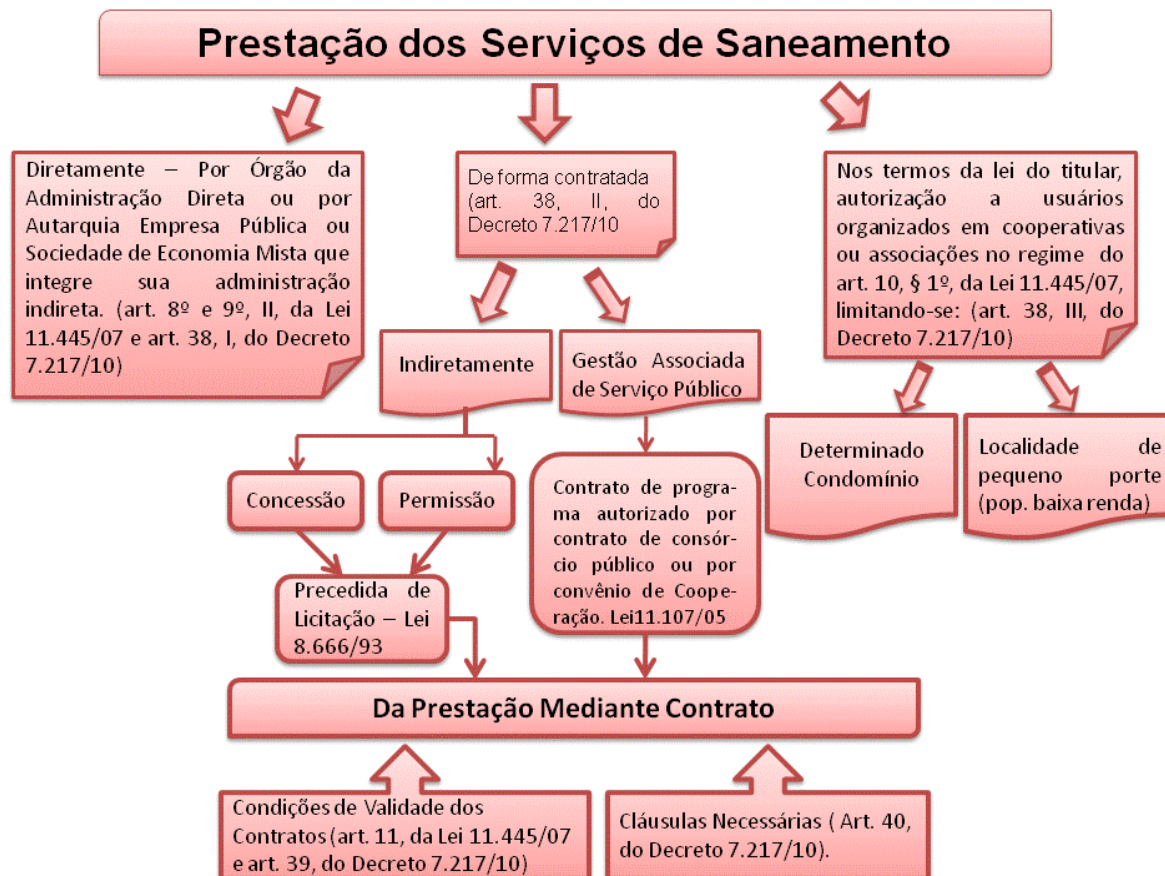 Prestação dos Serviços de Saneamento
Diretamente – Por Órgão da
Administração Direta ou por
Autarquia Empresa Pública ou
Sociedade de Economia Mista que
integre sua administração
indireta. (art. 8º e 9º, II, da Lei
11.445/07 e art. 38, I, do Decreto
7.217/10)
De forma contratada
(art. 38, II, do
Decreto 7.217/10
Nos termos da lei do titular,
autorização a usuários
organizados em cooperativas
ou associações no regime do
art. 10, § 1º, da Lei 11.445/07,
limitando-se: (art. 38, III, do
Decreto 7.217/10)
Indiretamente
Gestão Associada
de Serviço Público
Determinado
Condomínio
Localidade de
pequeno porte
(pop. baixa renda)
Concessão
Permissão
Contrato de progra-
ma autorizado por
contrato de consór-
cio público ou por
convênio de Coope-
ração. Lei11.107/05
Precedida de
Licitação – Lei
8.666/93
Da Prestação Mediante Contrato
Condições de Validade dos
Contratos (art. 11, da Lei 11.445/07
e art. 39, do Decreto 7.217/10)
Cláusulas Necessárias ( Art. 40,
do Decreto 7.217/10).